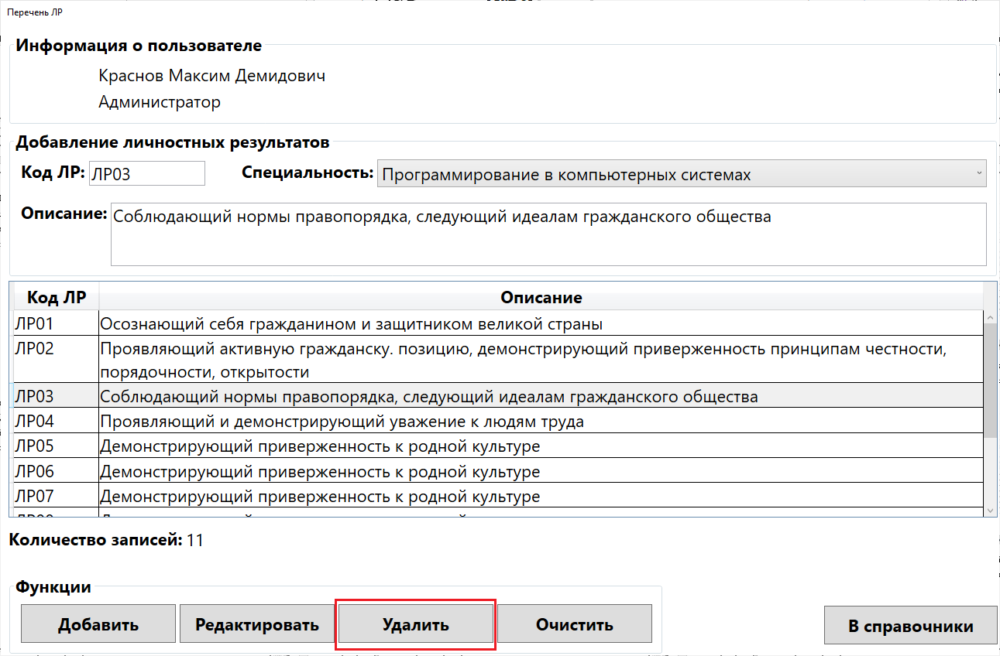 Перечень ЛР
Информация о пользователе
Краснов Максим Демидович
Администратор
Добавление личностных результатов
Код ЛР: ЛР03 Специальность: Программирование в компьютерных системах
Описание: Соблюдающий нормы правопорядка, следующий идеалам гражданского общества
Код ЛР Описание
ЛР01 Осознающий себя гражданином и защитником великой страны
ЛР02 Проявляющий активную гражданску. позицию, демонстрирующий приверженность принципам честности,
порядочности, открытости
ЛР03 Соблюдающий нормы правопорядка, следующий идеалам гражданского общества
ЛР04 Проявляющий и демонстрирующий уважение к людям труда
ЛР05 Демонстрирующий приверженность к родной культуре
ЛР06 Демонстрирующий приверженность к родной культуре
ЛР07 Демонстрирующий приверженность к родной культуре
Количество записей: 11
Функции
Добавить Редактировать Удалить Очистить В справочники